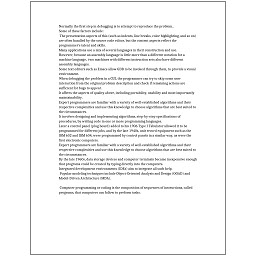 Normally the first step in debugging is to attempt to reproduce the problem.
Some of these factors include:
The presentation aspects of this (such as indents, line breaks, color highlighting, and so on)
are often handled by the source code editor, but the content aspects reflect the
programmer's talent and skills.
Many applications use a mix of several languages in their construction and use.
However, because an assembly language is little more than a different notation for a
machine language, two machines with different instruction sets also have different
assembly languages.
Some text editors such as Emacs allow GDB to be invoked through them, to provide a visual
environment.
When debugging the problem in a GUI, the programmer can try to skip some user
interaction from the original problem description and check if remaining actions are
sufficient for bugs to appear.
It affects the aspects of quality above, including portability, usability and most importantly
maintainability.
Expert programmers are familiar with a variety of well-established algorithms and their
respective complexities and use this knowledge to choose algorithms that are best suited to
the circumstances.
It involves designing and implementing algorithms, step-by-step specifications of
procedures, by writing code in one or more programming languages.
Later a control panel (plug board) added to his 1906 Type I Tabulator allowed it to be
programmed for different jobs, and by the late 1940s, unit record equipment such as the
IBM 602 and IBM 604, were programmed by control panels in a similar way, as were the
first electronic computers.
Expert programmers are familiar with a variety of well-established algorithms and their
respective complexities and use this knowledge to choose algorithms that are best suited to
the circumstances.
By the late 1960s, data storage devices and computer terminals became inexpensive enough
that programs could be created by typing directly into the computers.
Integrated development environments (IDEs) aim to integrate all such help.
Popular modeling techniques include Object-Oriented Analysis and Design (OOAD) and
Model-Driven Architecture (MDA).
Computer programming or coding is the composition of sequences of instructions, called
programs, that computers can follow to perform tasks.